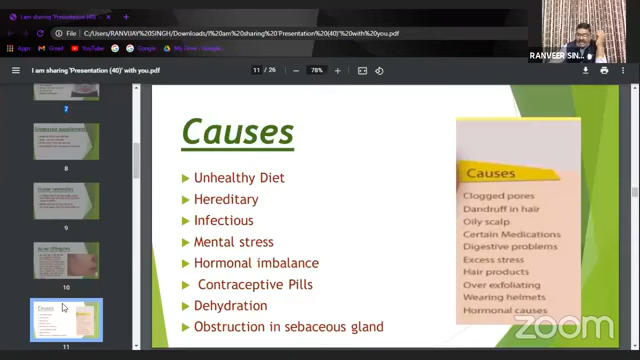 I am sharing 'Presentation (40)...
File | C:/Users/RANVIJAY%20SINGH/Downloads/I%20am%20sharing%20'Presentation%20(40)'%20with%20you.pdf
Apps
Gmail
YouTube
Google
My Drive - Google...
RANVEER SIN...
I am sharing 'Presentation (40) with you.pdf
11 / 26
78%
7
8
9
10
Causes
11
Causes
Unhealthy Diet
Hereditary
Infectious
Mental stress
Hormonal imbalance
Contraceptive Pills
Dehydration
Obstruction in sebaceous gland
Causes
Clogged pores
Dandruff in hair
Oily scalp
Certain Medications
Digestive problems
Excess stress
Hair products
Over exfoliating
Wearing helmets
Hormonal causes
zoom